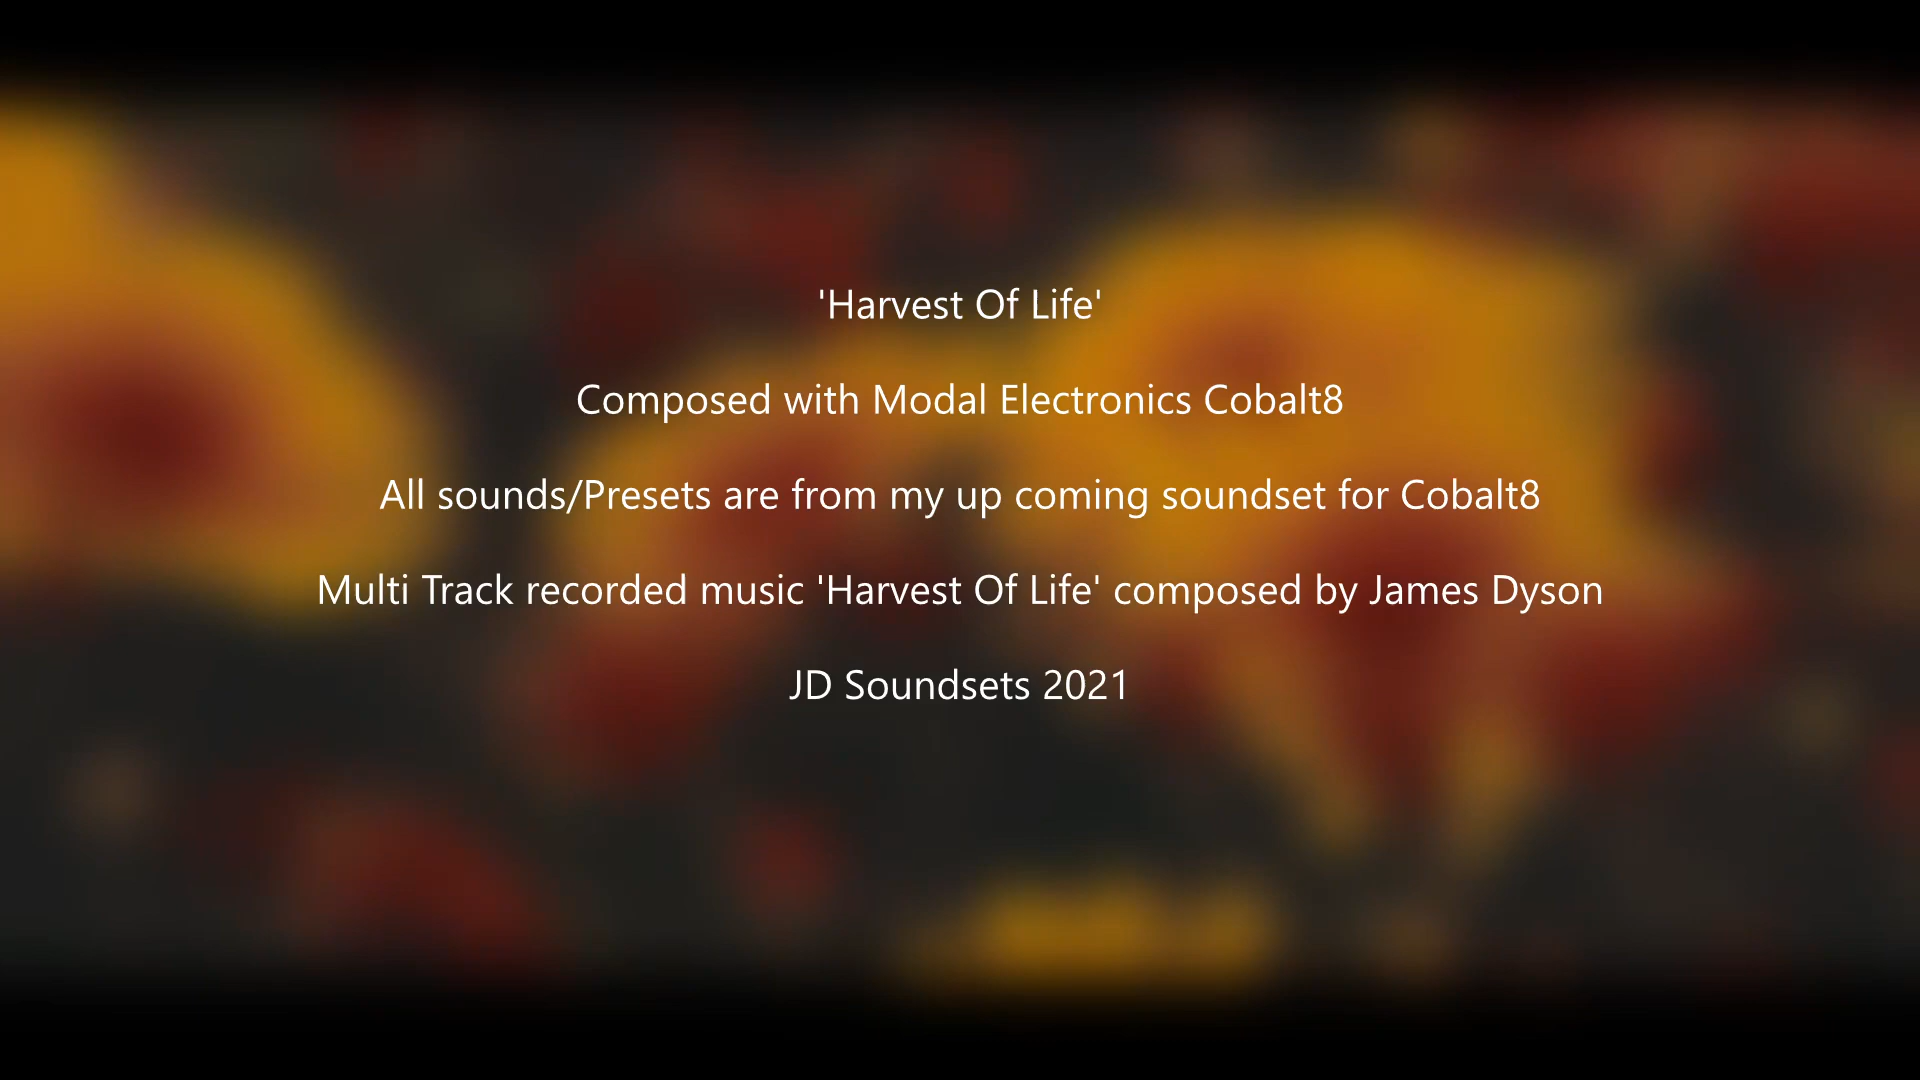 'Harvest Of Life'
Composed with Modal Electronics Cobalt8
All sounds/Presets are from my up coming soundset for Cobalt8
Multi Track recorded music 'Harvest Of Life' composed by James Dyson
JD Soundsets 2021